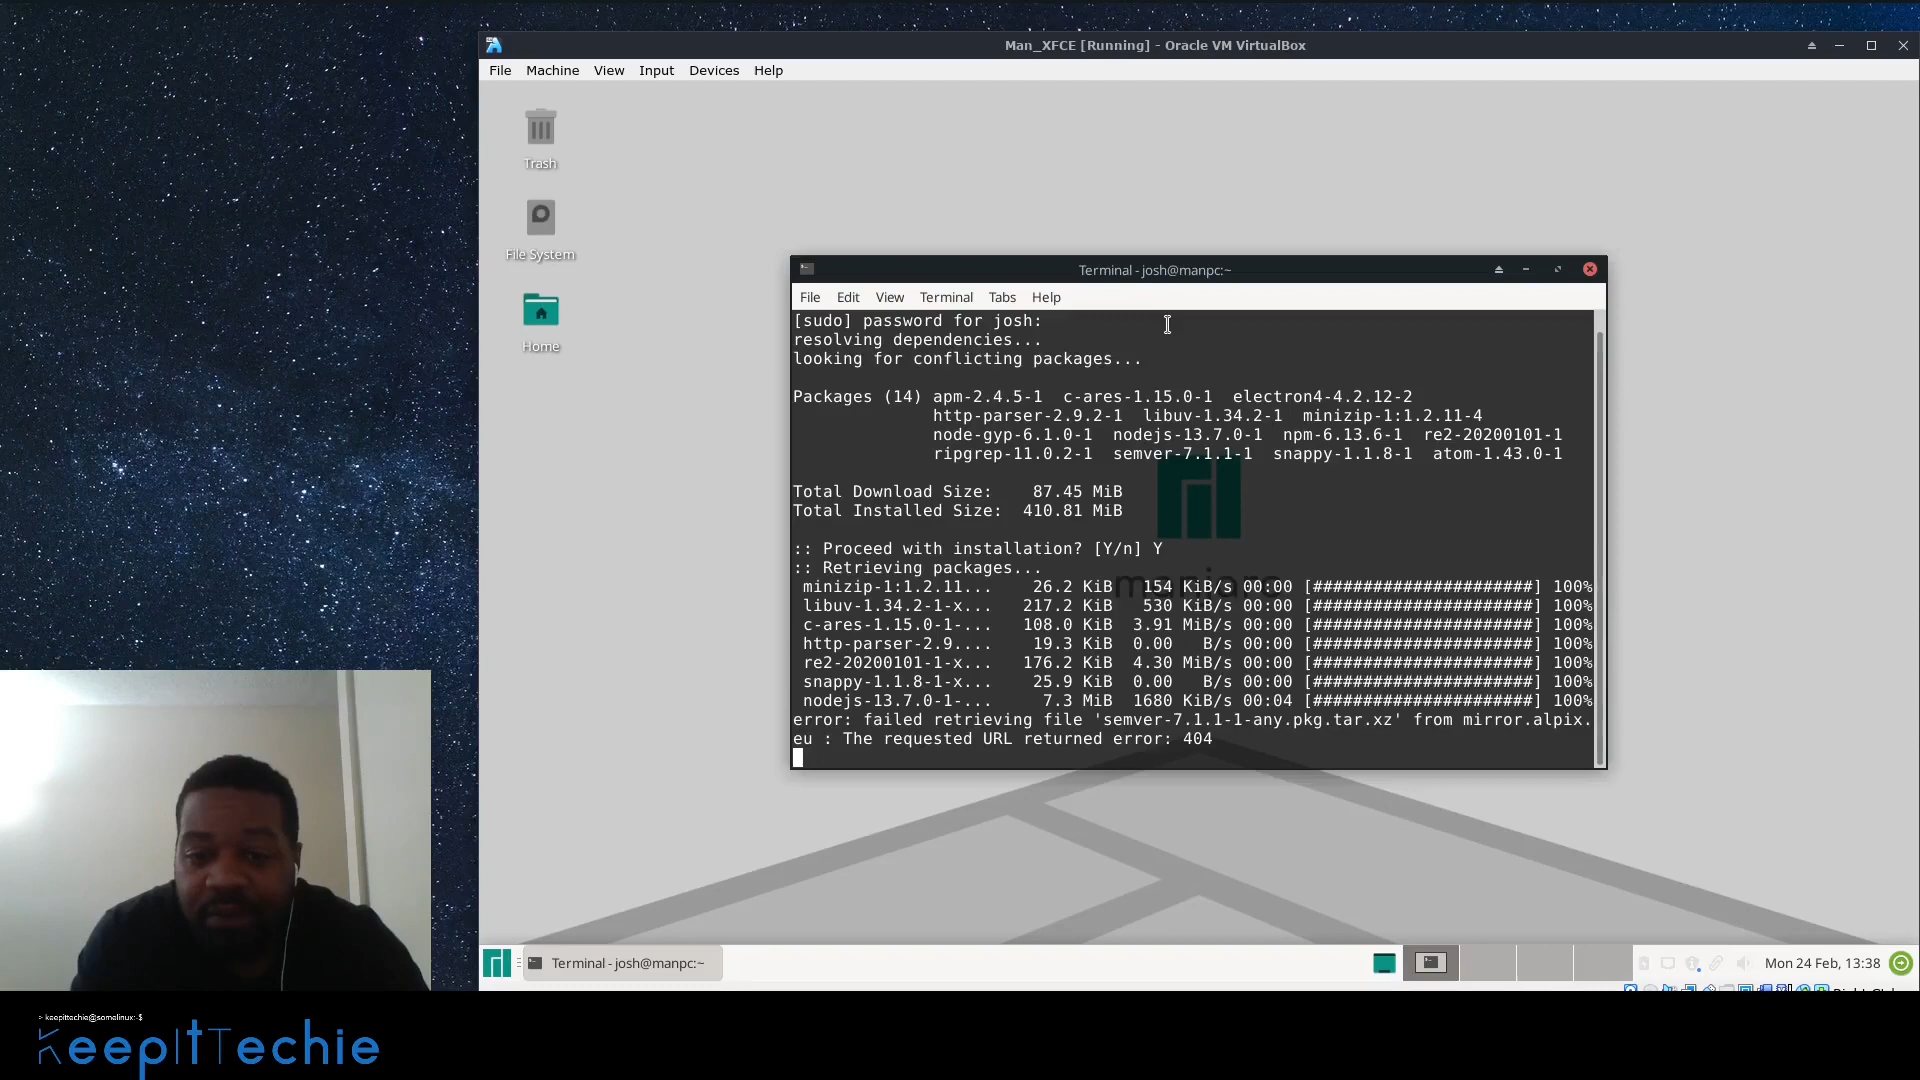 Man_XFCE [Running] - Oracle VM VirtualBox
File Machine View Input Devices Help
Trash
File System
Home
Terminal - josh@manpc:~
File Edit View Terminal Tabs Help
[sudo] password for josh:
resolving dependencies...
looking for conflicting packages...
Packages (14) apm-2.4.5-1 c-ares-1.15.0-1 electron4-4.2.12-2
http-parser-2.9.2-1 libuv-1.34.2-1 minizip-1:1.2.11-4
node-gyp-6.1.0-1 nodejs-13.7.0-1 npm-6.13.6-1 re2-20200101-1
ripgrep-11.0.2-1 semver-7.1.1-1 snappy-1.1.8-1 atom-1.43.0-1
Total Download Size: 87.45 MiB
Total Installed Size: 410.81 MiB
:: Proceed with installation? [Y/n] Y
:: Retrieving packages...
minizip-1:1.2.11... 26.2 KiB 154 KiB/s 00:00 [######################] 100%
libuv-1.34.2-1-x... 217.2 KiB 530 KiB/s 00:00 [######################] 100%
c-ares-1.15.0-1-... 108.0 KiB 3.91 MiB/s 00:00 [######################] 100%
http-parser-2.9.... 19.3 KiB 0.00 B/s 00:00 [######################] 100%
re2-20200101-1-x... 176.2 KiB 4.30 MiB/s 00:00 [######################] 100%
snappy-1.1.8-1-x... 25.9 KiB 0.00 B/s 00:00 [######################] 100%
nodejs-13.7.0-1-... 7.3 MiB 1680 KiB/s 00:04 [######################] 100%
error: failed retrieving file 'semver-7.1.1-1-any.pkg.tar.xz' from mirror.alpix.
eu : The requested URL returned error: 404
manjaro
Terminal - josh@manpc:~
Mon 24 Feb, 13:38
> keepittechie@somelinux:-$
KeepItTechie